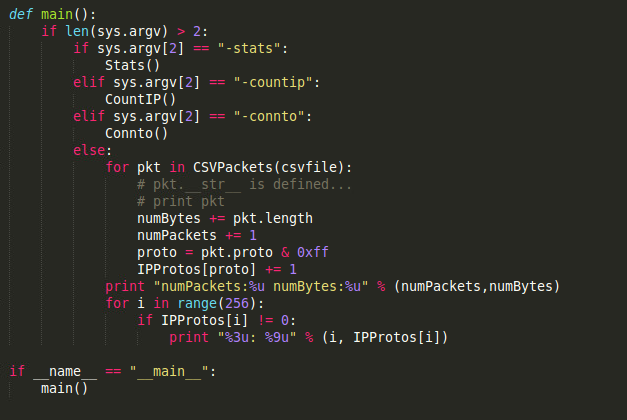 def main():
    if len(sys.argv) > 2:
        if sys.argv[2] == "-stats":
            Stats()
        elif sys.argv[2] == "-countip":
            CountIP()
        elif sys.argv[2] == "-connto":
            Connto()
        else:
            for pkt in CSVPackets(csvfile):
                # pkt.__str__ is defined...
                # print pkt
                numBytes += pkt.length
                numPackets += 1
                proto = pkt.proto & 0xff
                IPProtos[proto] += 1
            print "numPackets:%u numBytes:%u" % (numPackets,numBytes)
            for i in range(256):
                if IPProtos[i] != 0:
                    print "%3u: %9u" % (i, IPProtos[i])
if __name__ == "__main__":
    main()